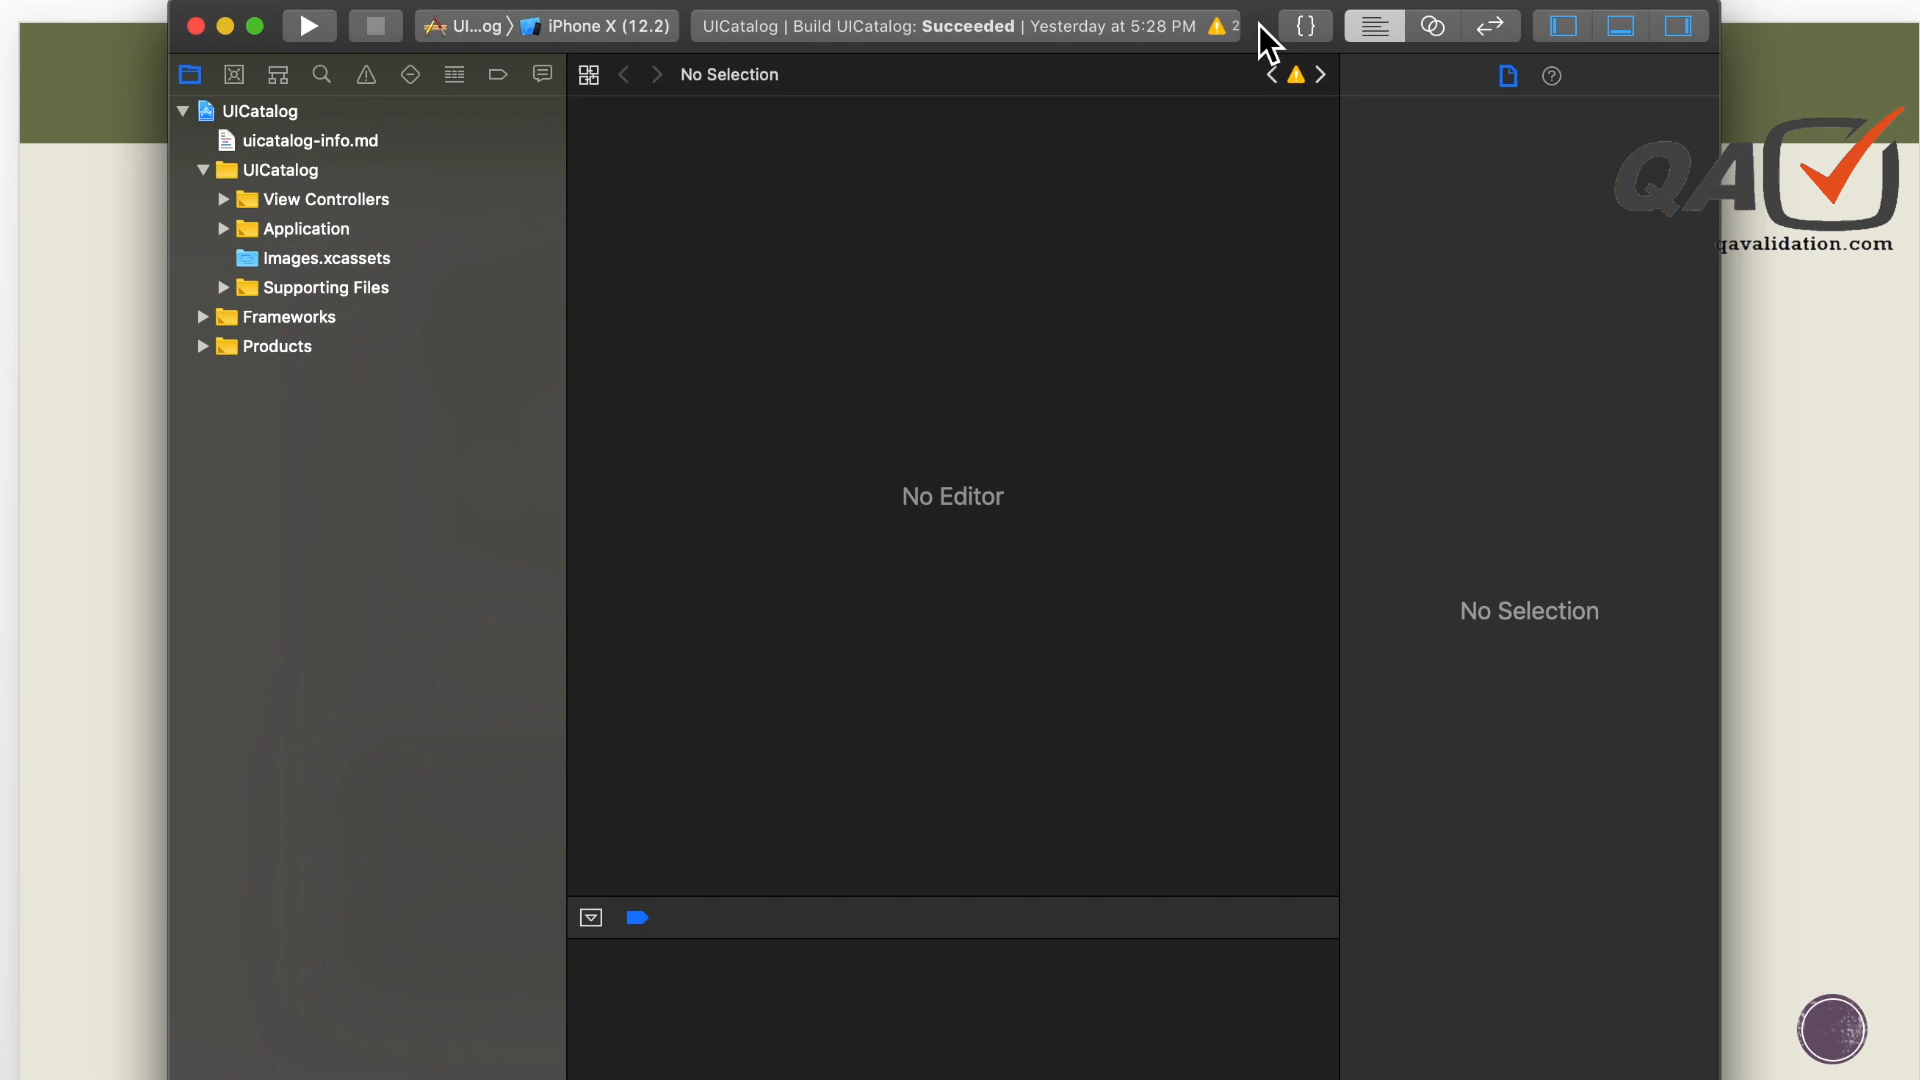 UI...og 〉 iPhone X (12.2)
UICatalog | Build UICatalog: Succeeded | Yesterday at 5:28 PM 2
{}
No Selection
UICatalog
uicatalog-info.md
UICatalog
View Controllers
Application
Images.xcassets
Supporting Files
Frameworks
Products
No Editor
No Selection
QA
qavalidation.com